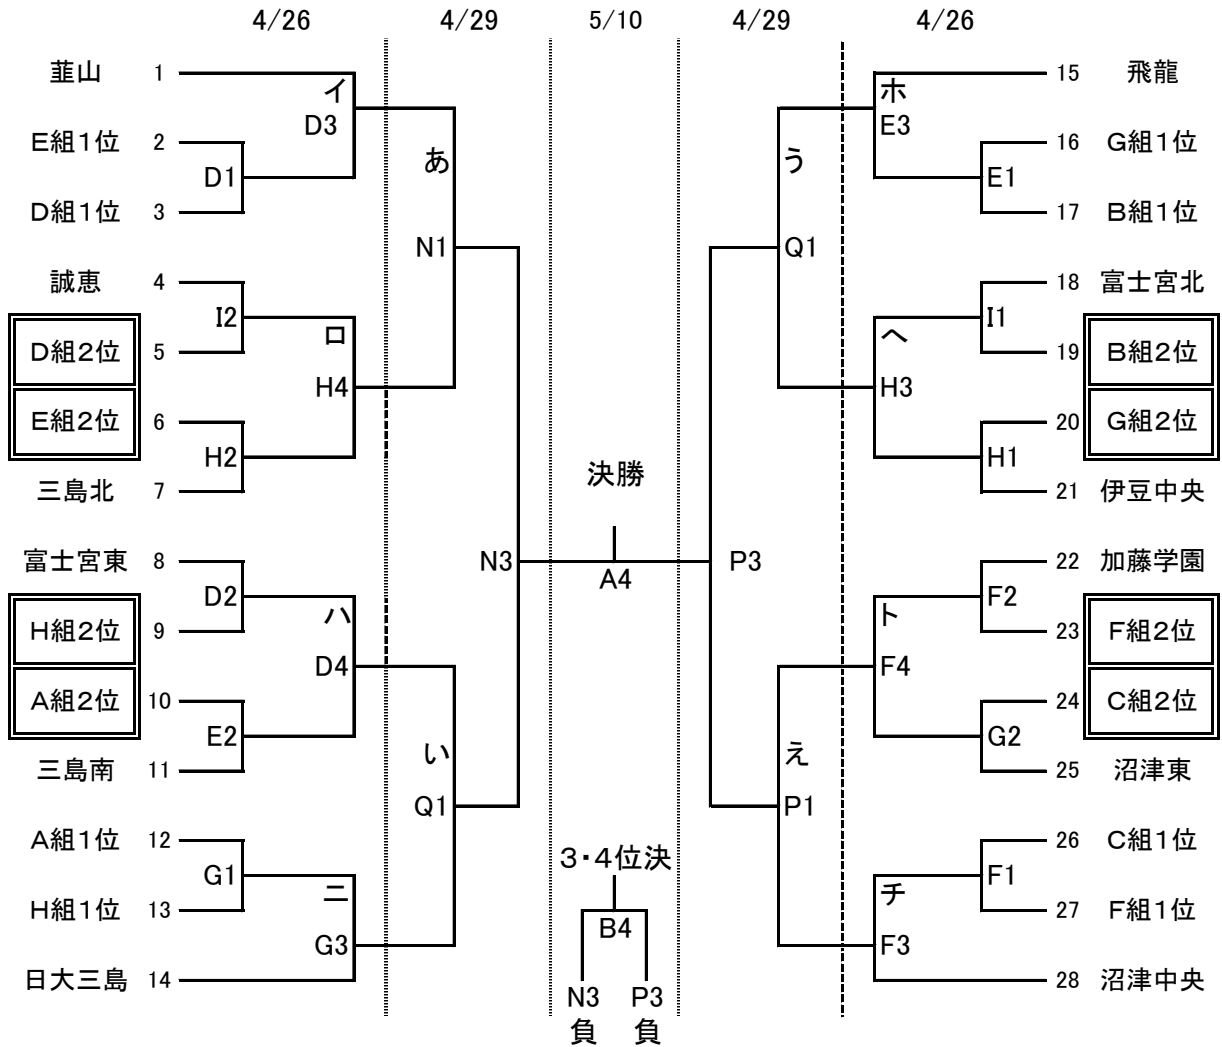 4/26 4/29 5/10 4/29 4/26
韮山 1 15 飛龍
イ ホ
D3 E3
E組1位 2 16 G組1位
あ う
D1 E1
D組1位 3 17 B組1位
N1 Q1
誠恵 4 18 富士宮北
I2 I1
ロ ヘ
D組2位 5 19 B組2位
H4 H3
E組2位 6 20 G組2位
H2 H1
決勝
三島北 7 21 伊豆中央
富士宮東 8 N3 P3 22 加藤学園
A4
D2 F2
ハ ト
H組2位 9 23 F組2位
D4 F4
A組2位 10 24 C組2位
E2 G2
い え
三島南 11 25 沼津東
Q1 P1
A組1位 12 26 C組1位
3・4位決
G1 F1
ニ チ
H組1位 13 27 F組1位
B4
G3 F3
日大三島 14 28 沼津中央
N3 P3
負 負